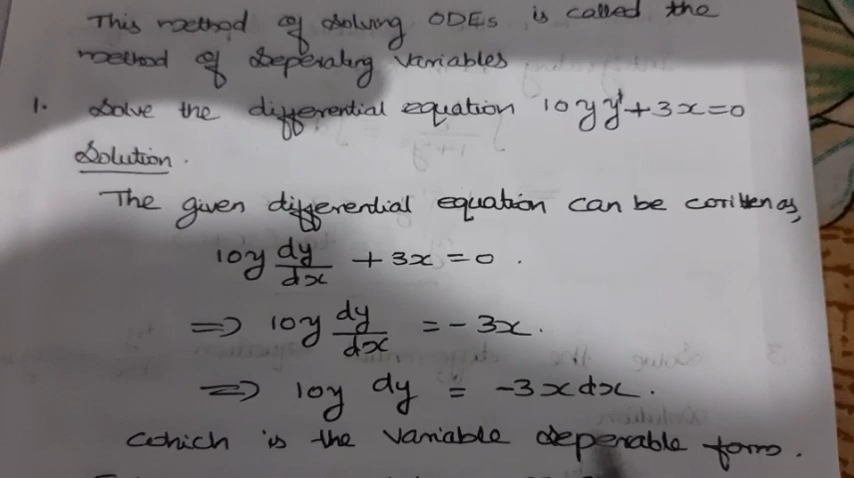 This method of solving ODEs is called the
method of Seperating Variables
1. Solve the differential equation 10yy'+3x=0
Solution.
The given differential equation can be written as,
10y dy/dx + 3x = 0.
=> 10y dy/dx = -3x.
=> 10y dy = -3x dx.
which is the variable seperable form.